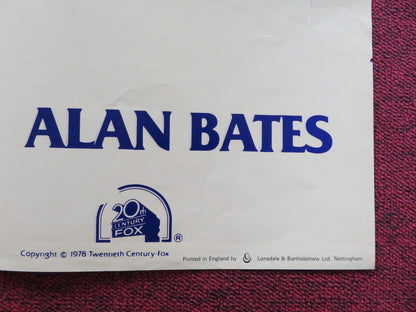 ALAN BATES
20th
CENTURY
FOX
®
Copyright © 1978 Twentieth Century-Fox
Printed in England by Lonsdale & Bartholomew Ltd. Nottingham